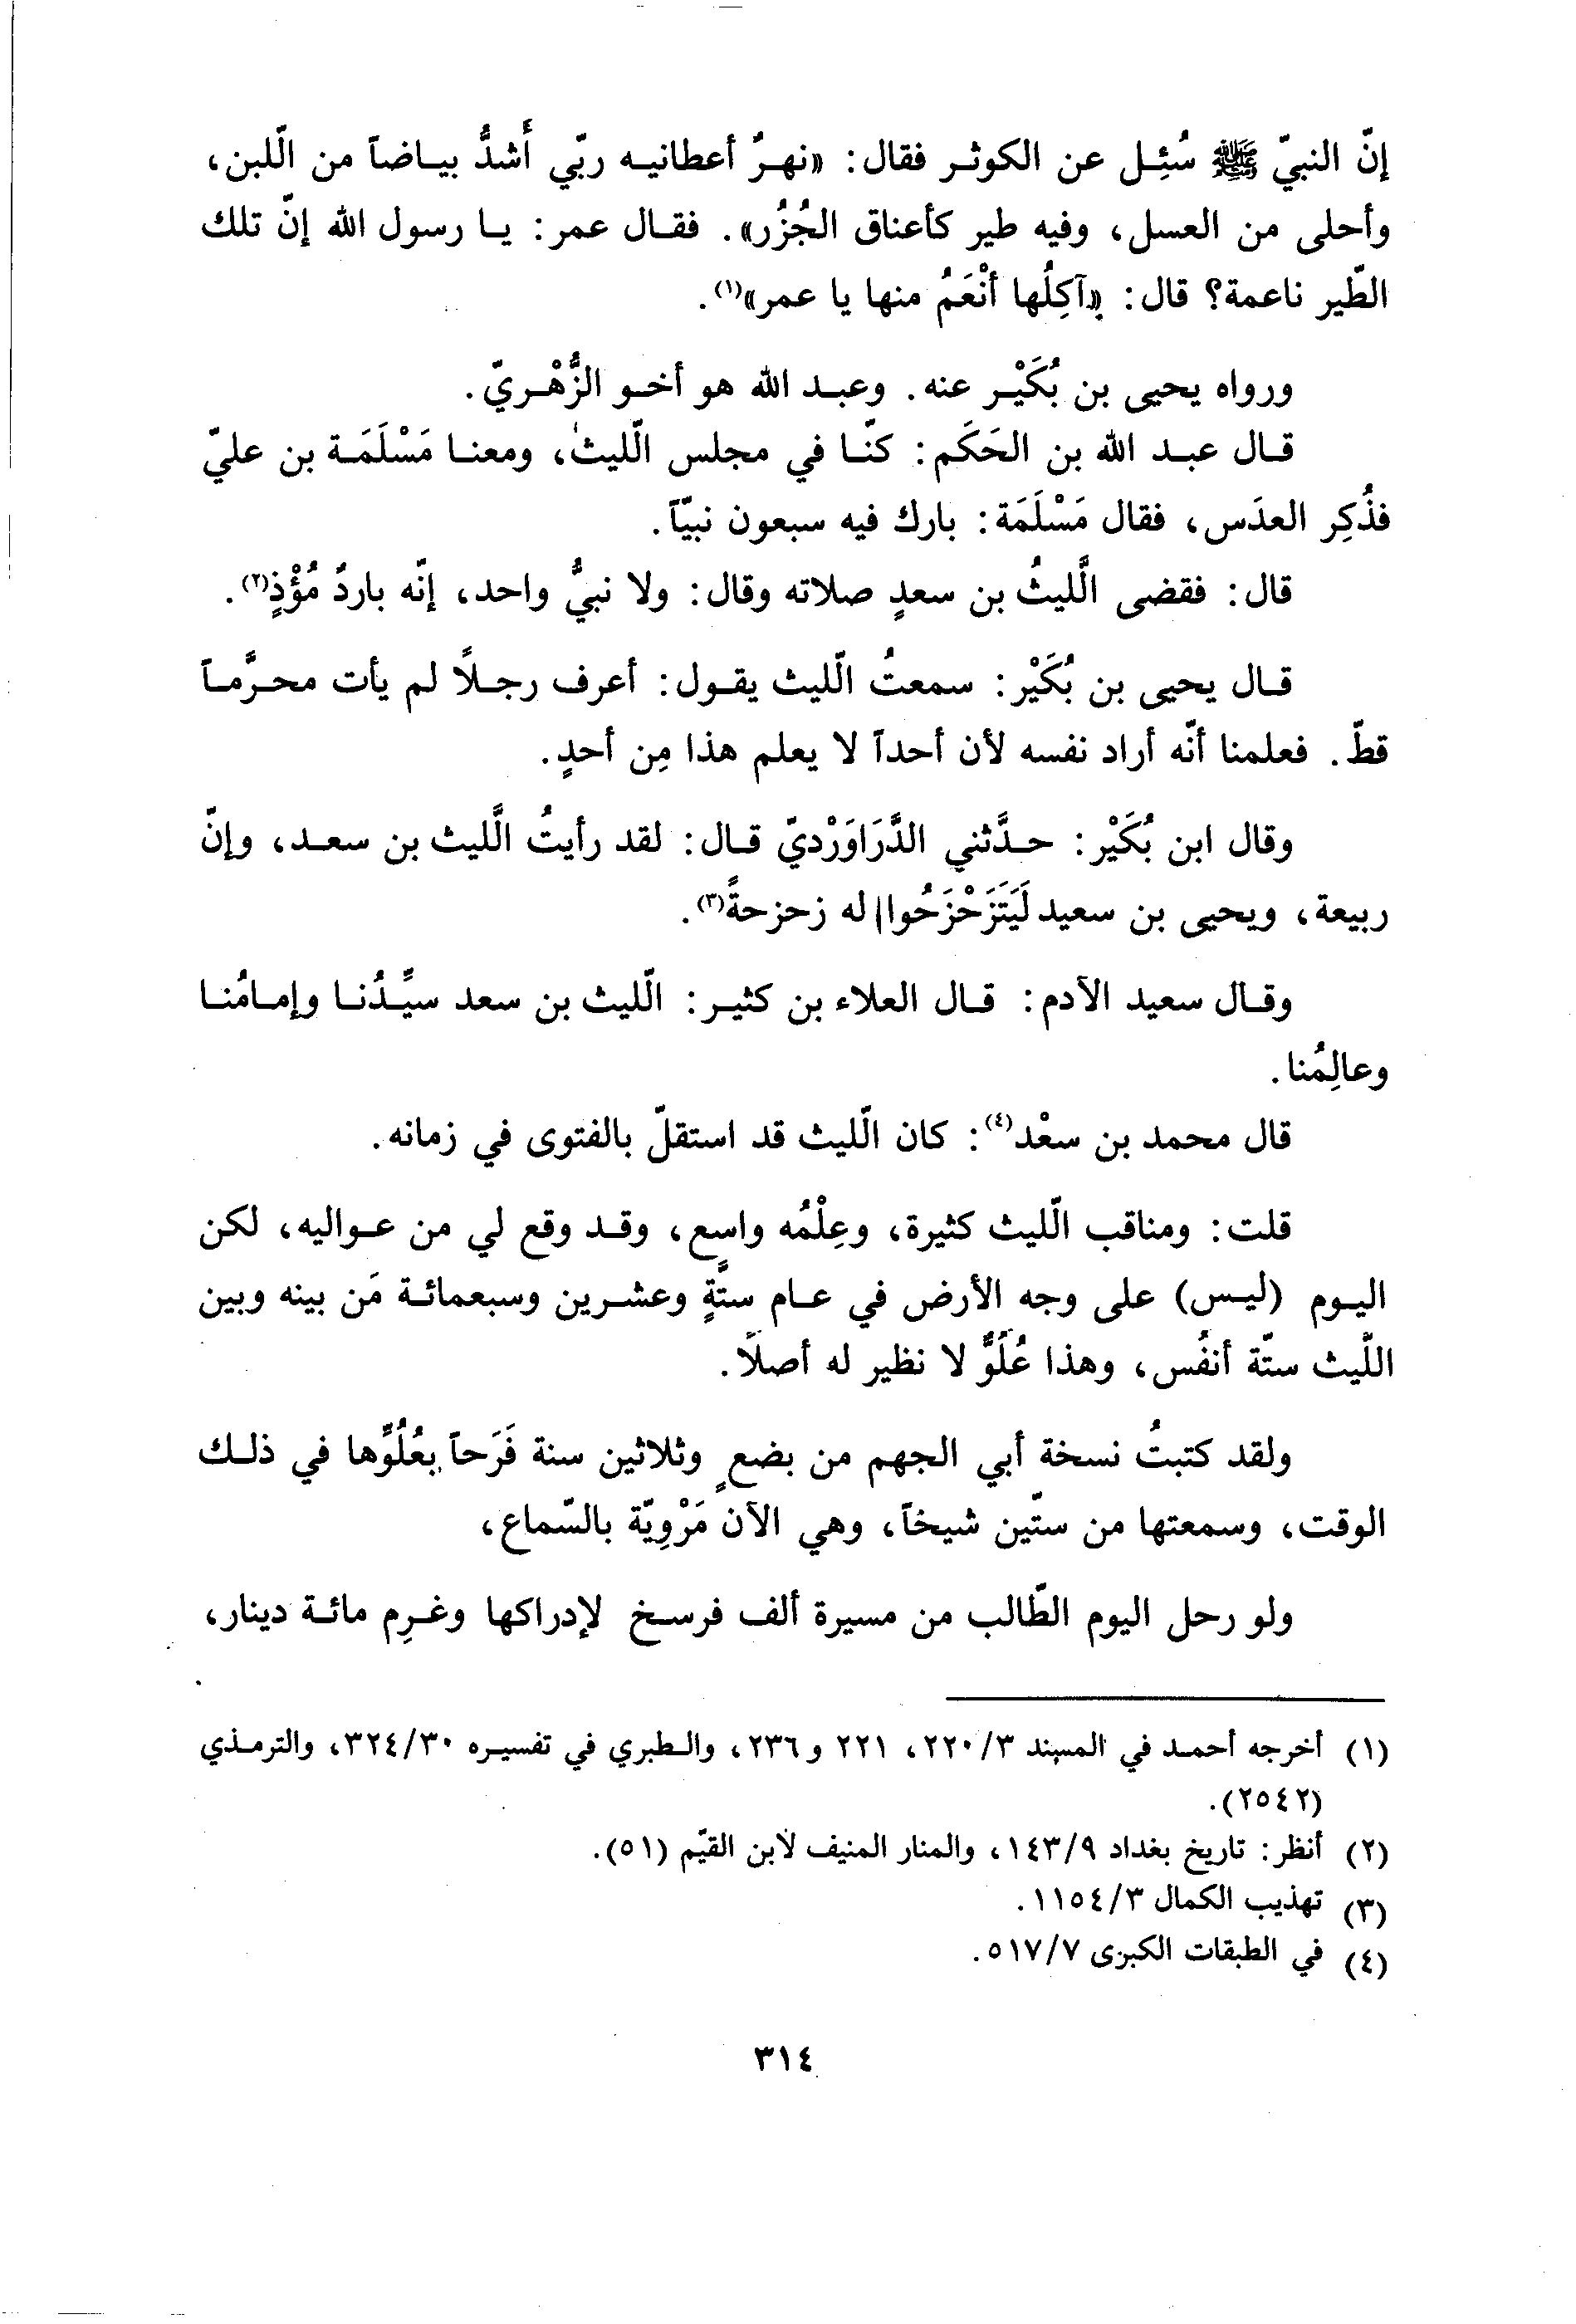 إنّ النبيّ ﷺ سُئِل عن الكوثر فقال: «نهرٌ أعطانيه ربّي أَشدُّ بياضاً من اللّبن،
وأحلى من العسل، وفيه طير كأعناق الجُزُر». فقال عمر: يا رسول الله إنّ تلك
الطّير ناعمة؟ قال: «آكِلُها أنْعَمُ منها يا عمر»(١).
ورواه يحيى بن بُكَيْر عنه. وعبد الله هو أخو الزُّهْريّ.
قال عبد الله بن الحَكَم: كنّا في مجلس اللّيث، ومعنا مَسْلَمَة بن عليّ
فذُكِر العدَس، فقال مَسْلَمَة: بارك فيه سبعون نبيّاً.
قال: فقضى اللَّيثُ بن سعدٍ صلاته وقال: ولا نبيٌّ واحد، إنّه باردٌ مُؤْذٍ(٢).
قال يحيى بن بُكَيْر: سمعتُ اللّيث يقول: أعرف رجلاً لم يأت محرَّماً
قطّ. فعلمنا أنّه أراد نفسه لأن أحداً لا يعلم هذا مِن أحدٍ.
وقال ابن بُكَيْر: حدَّثني الدَّرَاوَرْديّ قال: لقد رأيتُ اللَّيث بن سعد، وإنّ
ربيعة، ويحيى بن سعيد لَيَتَزَحْزَحُوا له زحزحةً(٣).
وقال سعيد الآدم: قال العلاء بن كثير: اللّيث بن سعد سيِّدُنا وإمامُنا
وعالِمُنا.
قال محمد بن سعْد(٤): كان اللّيث قد استقلّ بالفتوى في زمانه.
قلت: ومناقب اللّيث كثيرة، وعِلْمُه واسع، وقد وقع لي من عواليه، لكن
اليوم (ليس) على وجه الأرض في عام ستَّةٍ وعشرين وسبعمائة مَن بينه وبين
اللّيث ستّة أنفُس، وهذا عُلُوٌّ لا نظير له أصلاً.
ولقد كتبتُ نسخة أبي الجهم من بضعٍ وثلاثين سنة فَرَحاً بعُلُوِّها في ذلك
الوقت، وسمعتها من ستّين شيخاً، وهي الآن مَرْوِيّة بالسّماع،
ولو رحل اليوم الطّالب من مسيرة ألف فرسخ لإدراكها وغرِم مائة دينار،
(١) أخرجه أحمد في المسند ٢٢٠/٣، ٢٢١ و٢٣٦، والطبري في تفسيره ٣٢٤/٣٠، والترمذي
(٢٥٤٢).
(٢) أنظر: تاريخ بغداد ١٤٣/٩، والمنار المنيف لابن القيّم (٥١).
(٣) تهذيب الكمال ١١٥٤/٣.
(٤) في الطبقات الكبرى ٥١٧/٧.
٣١٤